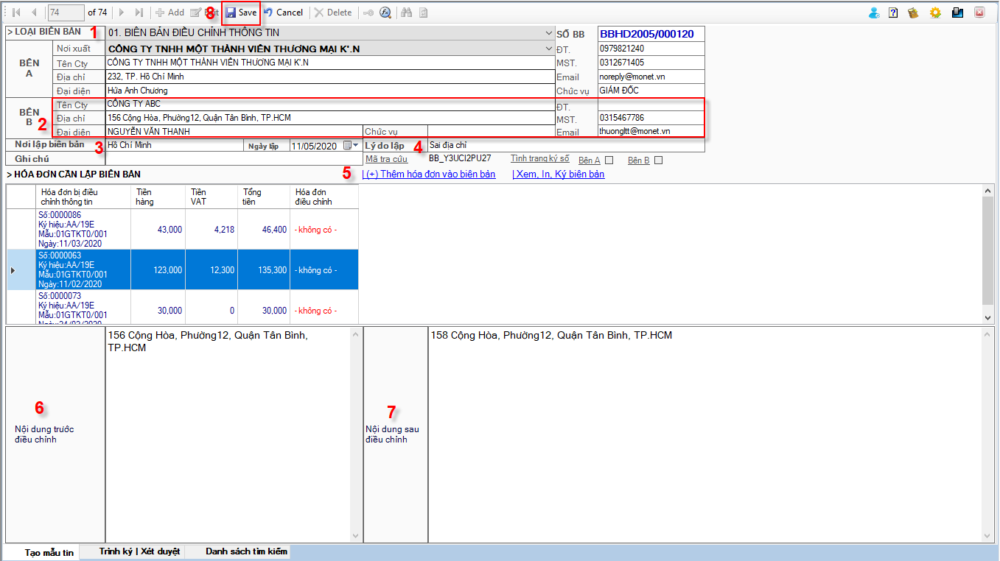 74 of 74 Add Edit 8 Save Cancel Delete
> LOẠI BIÊN BẢN 1 01. BIÊN BẢN ĐIỀU CHỈNH THÔNG TIN SỐ BB BBHD2005/000120
BÊN A
Nơi xuất CÔNG TY TNHH MỘT THÀNH VIÊN THƯƠNG MẠI K'.N ĐT. 0979821240
Tên Cty CÔNG TY TNHH MỘT THÀNH VIÊN THƯƠNG MẠI K'.N MST. 0312671405
Địa chỉ 232, TP. Hồ Chí Minh Email noreply@monet.vn
Đại diện Hứa Anh Chương Chức vụ GIÁM ĐỐC
BÊN B 2
Tên Cty CÔNG TY ABC ĐT.
Địa chỉ 156 Cộng Hòa, Phường12, Quận Tân Bình, TP.HCM MST. 0315467786
Đại diện NGUYỄN VĂN THANH Chức vụ Email thuongltt@monet.vn
Nơi lập biên bản 3 Hồ Chí Minh Ngày lập 11/05/2020 Lý do lập 4 Sai địa chỉ
Ghi chú Mã tra cứu BB_Y3UCI2PU27 Tình trạng ký số Bên A Bên B
> HÓA ĐƠN CẦN LẬP BIÊN BẢN 5 | (+) Thêm hóa đơn vào biên bản | Xem, In, Ký biên bản
Hóa đơn bị điều Tiền Tiền Tổng Hóa đơn
chỉnh thông tin hàng VAT tiền điều chỉnh
Số:0000086
Ký hiệu:AA/19E 43,000 4,218 46,400 - không có -
Mẫu:01GTKT0/001
Ngày:11/03/2020
Số:0000063
Ký hiệu:AA/19E 123,000 12,300 135,300 - không có -
Mẫu:01GTKT0/001
Ngày:11/02/2020
Số:0000073
Ký hiệu:AA/19E 30,000 0 30,000 - không có -
Mẫu:01GTKT0/001
156 Cộng Hòa, Phường12, Quận Tân Bình,
TP.HCM
158 Cộng Hòa, Phường12, Quận Tân Bình, TP.HCM
6
Nội dung trước
điều chỉnh
7
Nội dung sau
điều chỉnh
Tạo mẫu tin Trình ký | Xét duyệt Danh sách tìm kiếm